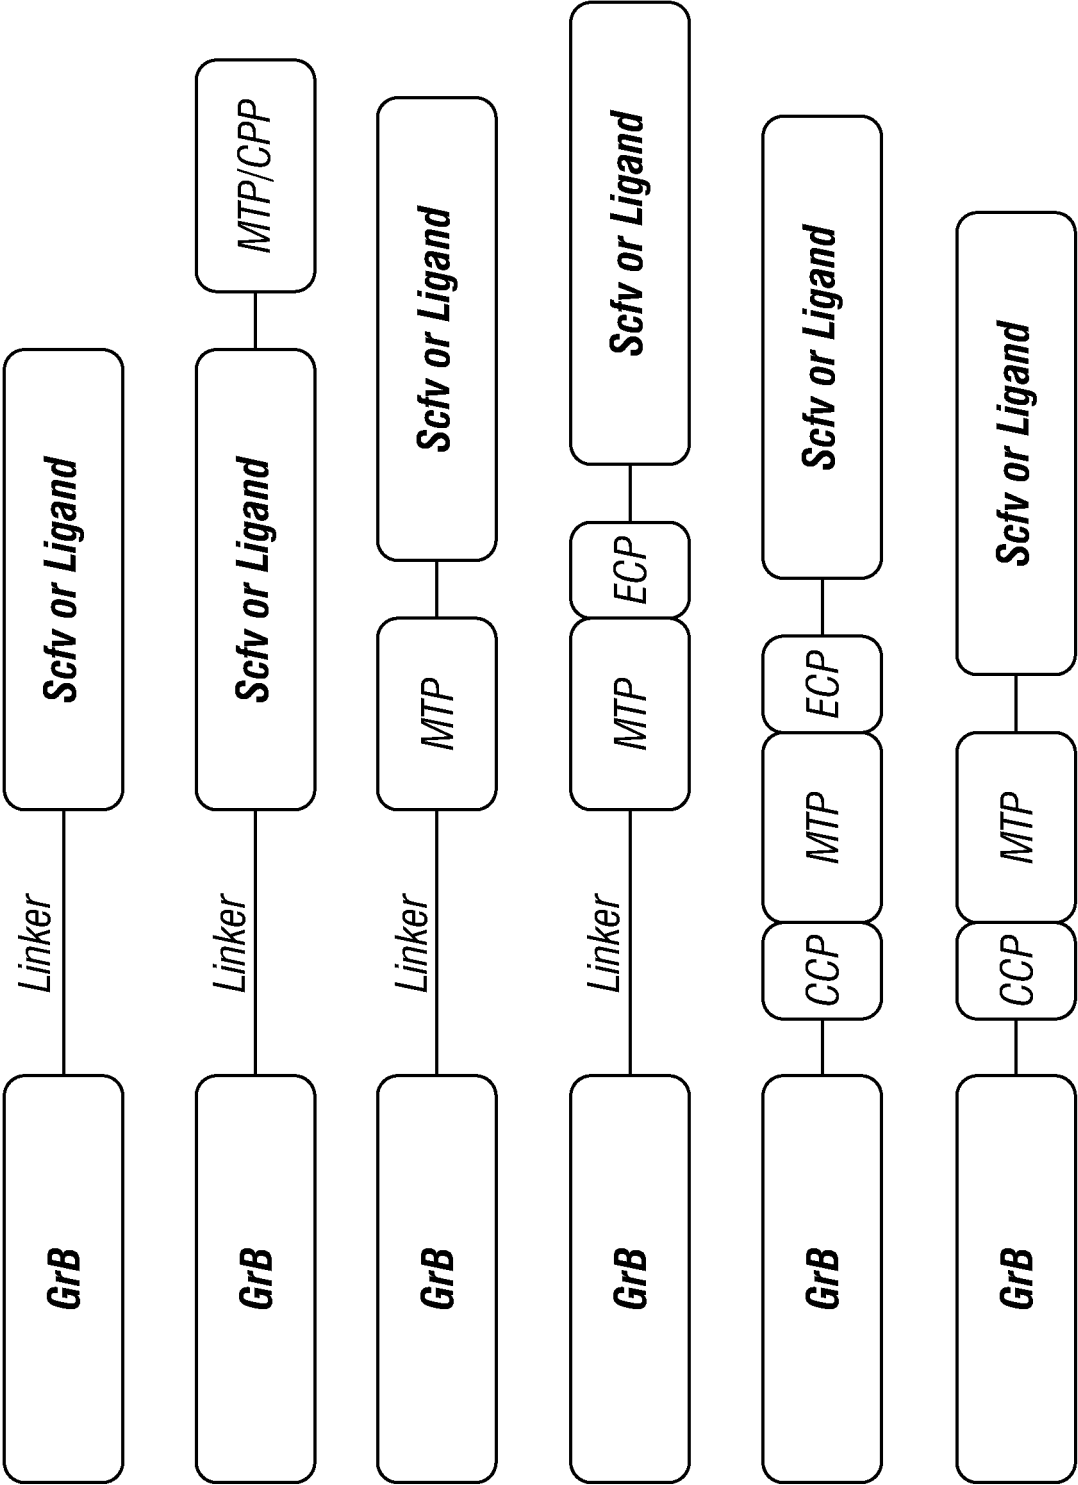 GrB
Linker
Scfv or Ligand
GrB
Linker
Scfv or Ligand
MTP/CPP
GrB
Linker
MTP
Scfv or Ligand
GrB
Linker
MTP
ECP
Scfv or Ligand
GrB
CCP
MTP
ECP
Scfv or Ligand
GrB
CCP
MTP
Scfv or Ligand